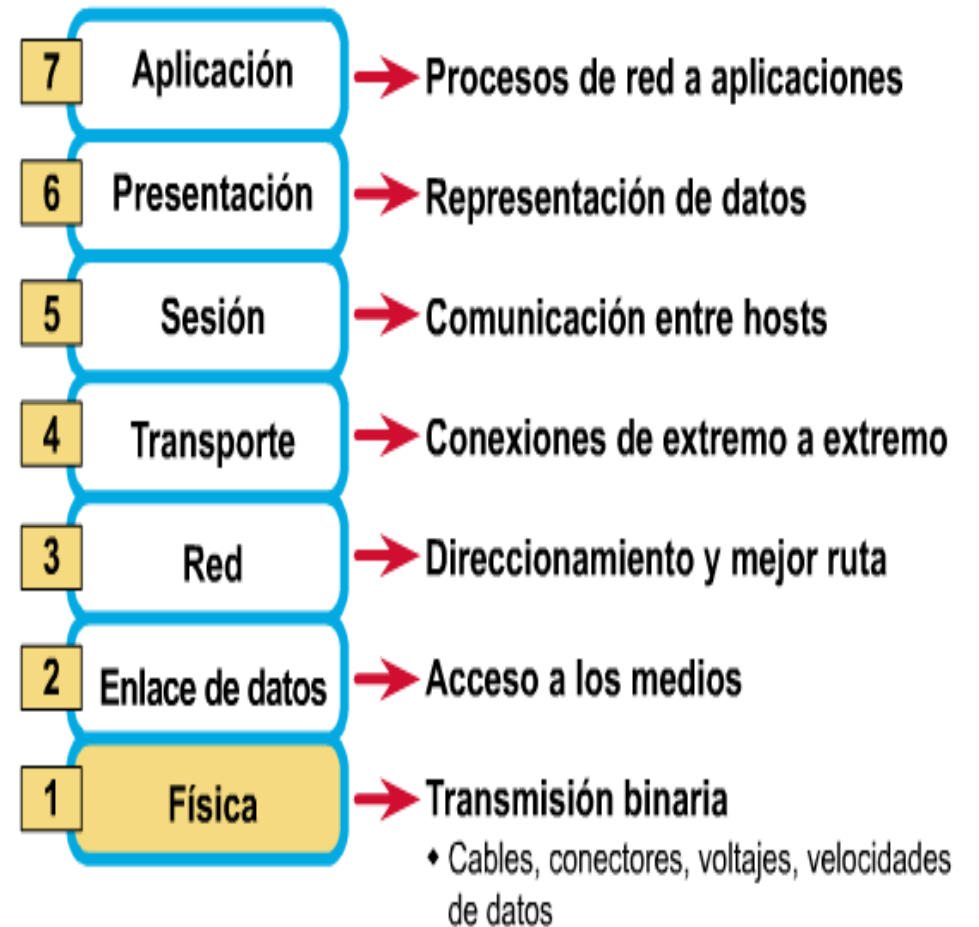 7 Aplicación Procesos de red a aplicaciones
6 Presentación Representación de datos
5 Sesión Comunicación entre hosts
4 Transporte Conexiones de extremo a extremo
3 Red Direccionamiento y mejor ruta
2 Enlace de datos Acceso a los medios
1 Física Transmisión binaria
Cables, conectores, voltajes, velocidades
de datos